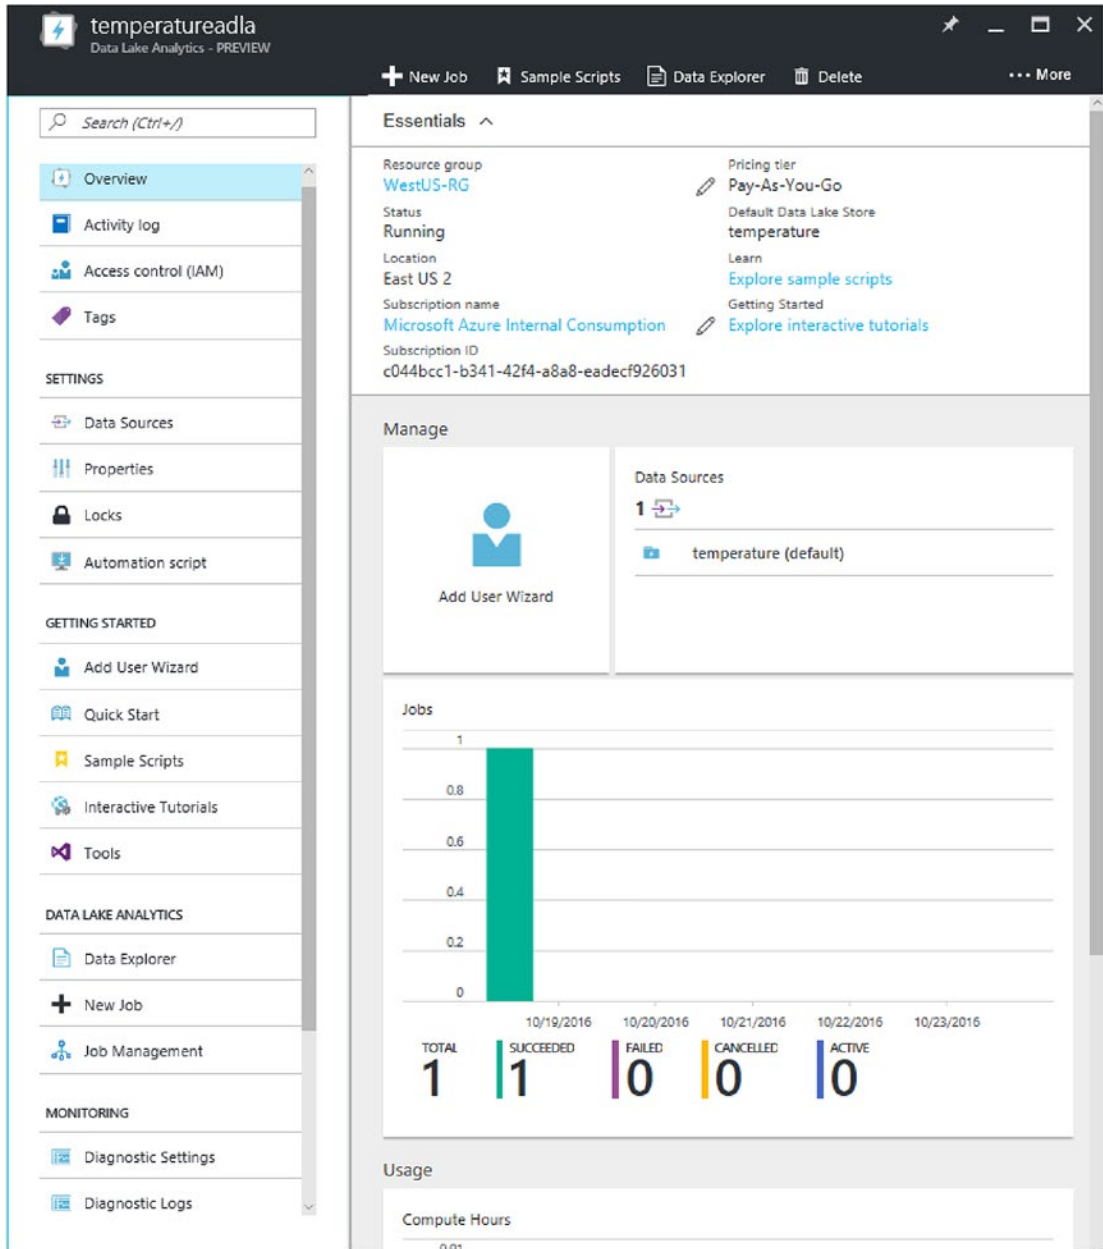 temperatureadla
Data Lake Analytics - PREVIEW
New Job Sample Scripts Data Explorer Delete ••• More
Search (Ctrl+/)
Overview
Activity log
Access control (IAM)
Tags
SETTINGS
Data Sources
Properties
Locks
Automation script
GETTING STARTED
Add User Wizard
Quick Start
Sample Scripts
Interactive Tutorials
Tools
DATA LAKE ANALYTICS
Data Explorer
New Job
Job Management
MONITORING
Diagnostic Settings
Diagnostic Logs
Essentials
Resource group
WestUS-RG
Status
Running
Location
East US 2
Subscription name
Microsoft Azure Internal Consumption
Subscription ID
c044bcc1-b341-42f4-a8a8-eadecf926031
Pricing tier
Pay-As-You-Go
Default Data Lake Store
temperature
Learn
Explore sample scripts
Getting Started
Explore interactive tutorials
Manage
Add User Wizard
Data Sources
1
temperature (default)
Jobs
1
0.8
0.6
0.4
0.2
0
10/19/2016 10/20/2016 10/21/2016 10/22/2016 10/23/2016
TOTAL SUCCEEDED FAILED CANCELLED ACTIVE
1 1 0 0 0
Usage
Compute Hours